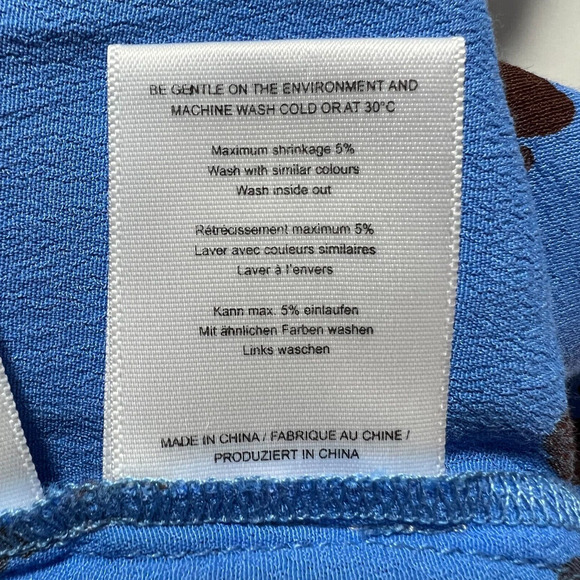 BE GENTLE ON THE ENVIRONMENT AND
MACHINE WASH COLD OR AT 30°C
Maximum shrinkage 5%
Wash with similar colours
Wash inside out
Rétrécissement maximum 5%
Laver avec couleurs similaires
Laver à l'envers
Kann max. 5% einlaufen
Mit ähnlichen Farben washen
Links waschen
MADE IN CHINA / FABRIQUE AU CHINE /
PRODUZIERT IN CHINA